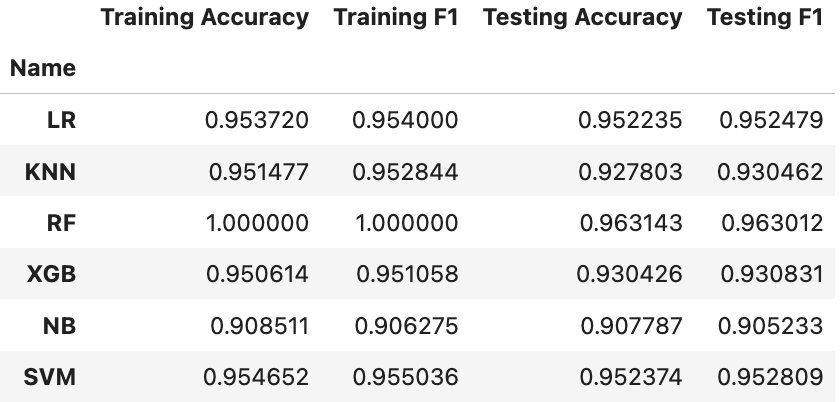 Training Accuracy Training F1 Testing Accuracy Testing F1
Name
LR 0.953720 0.954000 0.952235 0.952479
KNN 0.951477 0.952844 0.927803 0.930462
RF 1.000000 1.000000 0.963143 0.963012
XGB 0.950614 0.951058 0.930426 0.930831
NB 0.908511 0.906275 0.907787 0.905233
SVM 0.954652 0.955036 0.952374 0.952809